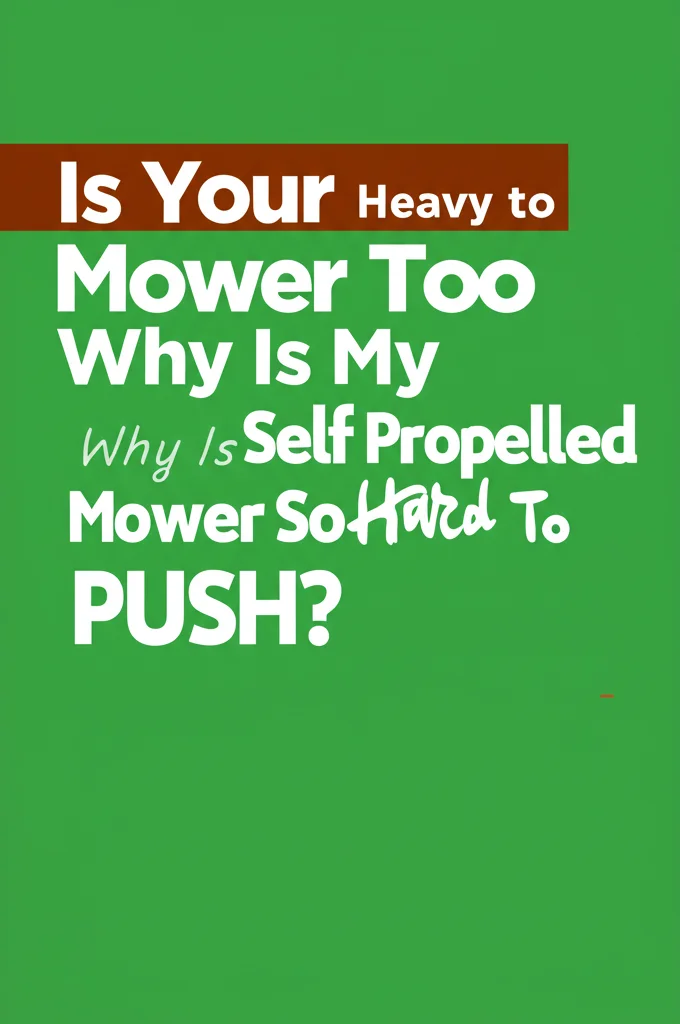 Is Your Heavy to
Mower Too
Why Is My
Why Is Self Propelled
Mower So Hard To
PUSH?